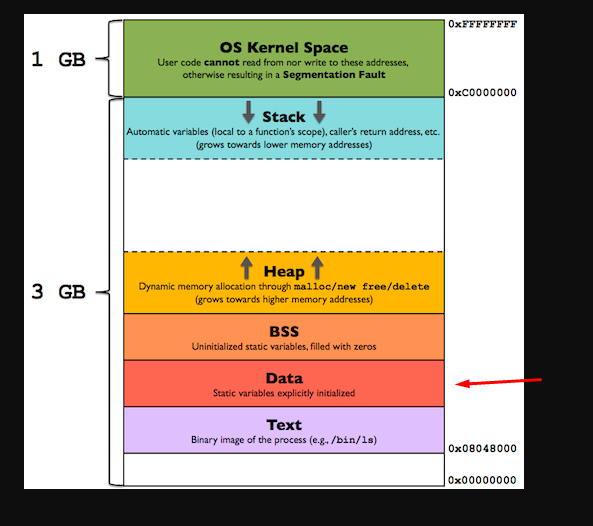 0xFFFFFFFF
OS Kernel Space
1 GB
User code cannot read from nor write to these addresses,
otherwise resulting in a Segmentation Fault
0xC0000000
Stack
Automatic variables (local to a function's scope), caller's return address, etc.
(grows towards lower memory addresses)
3 GB
Heap
Dynamic memory allocation through malloc/new free/delete
(grows towards higher memory addresses)
BSS
Uninitialized static variables, filled with zeros
Data
Static variables explicitly initialized
Text
Binary image of the process (e.g., /bin/ls)
0x08048000
0x00000000